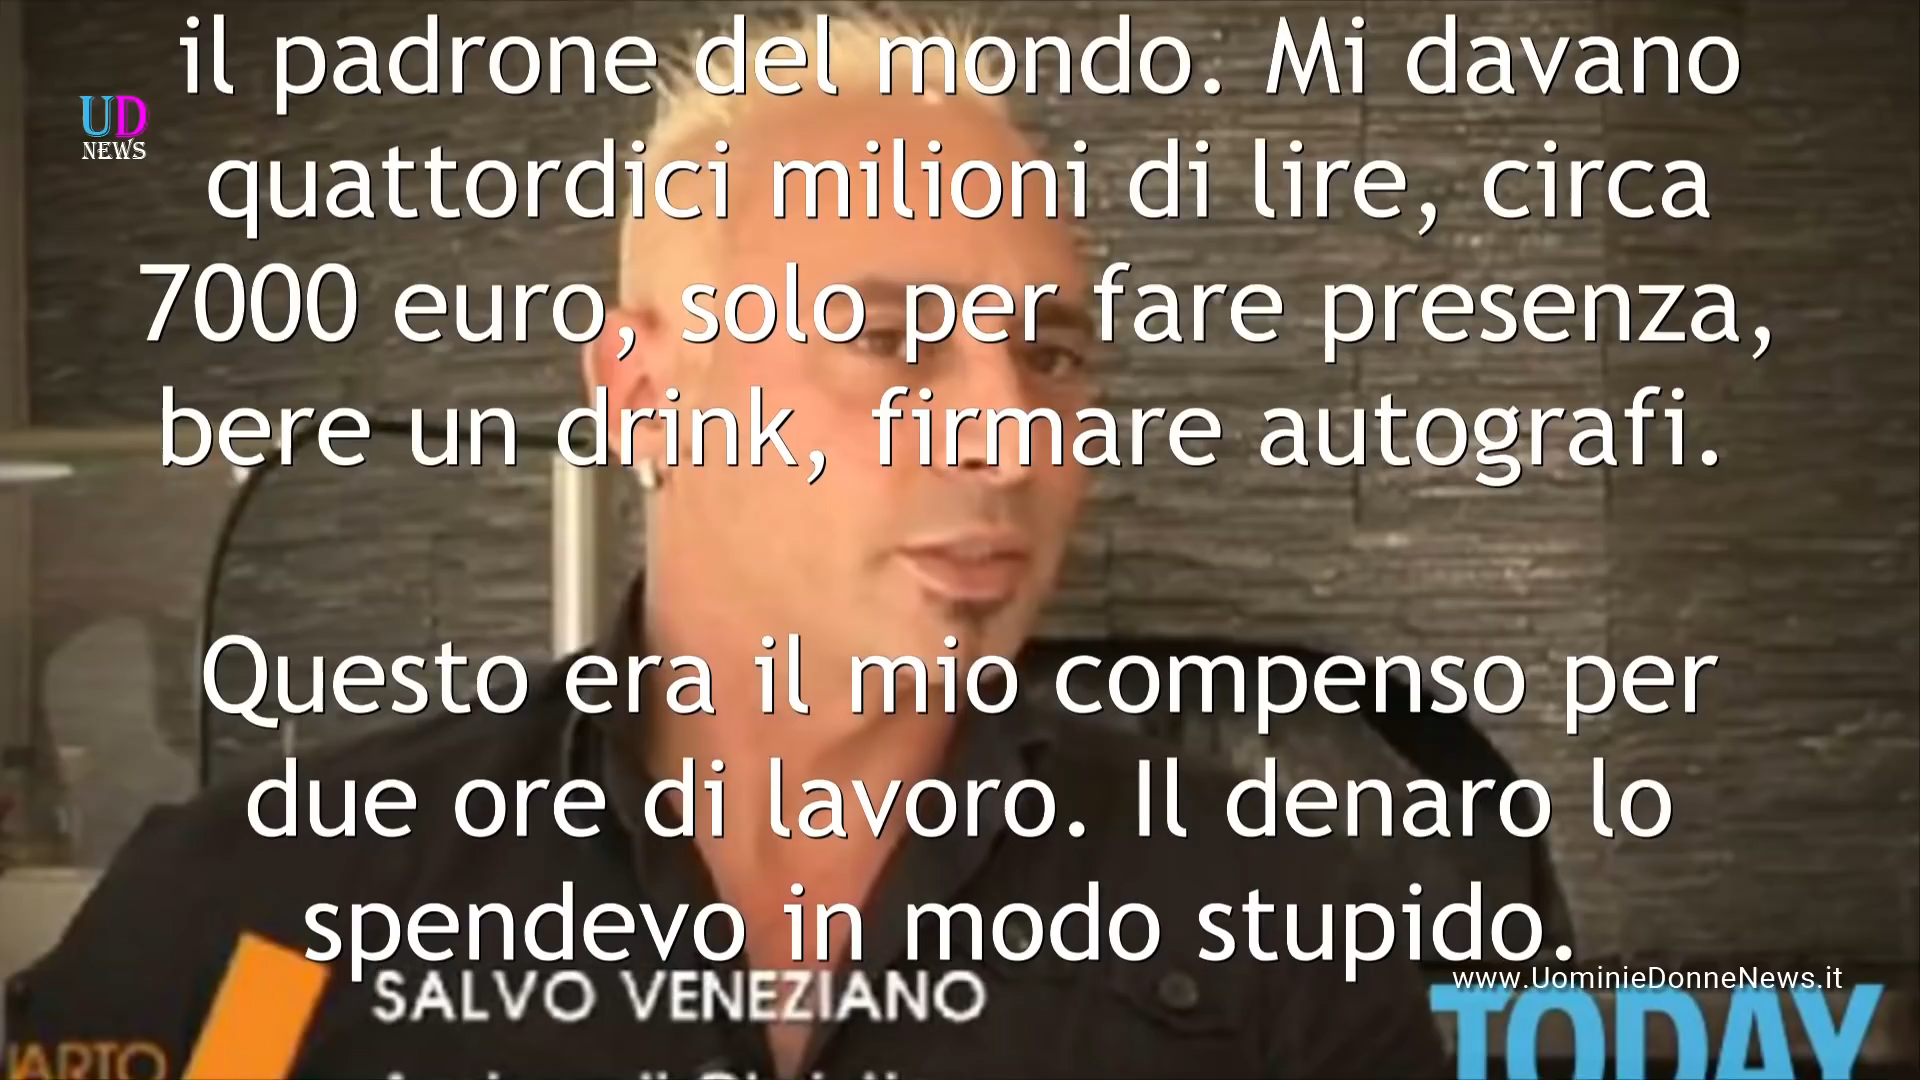 il padrone del mondo. Mi davano
UD
NEWS
quattordici milioni di lire, circa
7000 euro, solo per fare presenza,
bere un drink, firmare autografi.
Questo era il mio compenso per
due ore di lavoro. Il denaro lo
spendevo in modo stupido.
www.UominieDonneNews.it
SALVO VENEZIANO
TODAY
UARTO